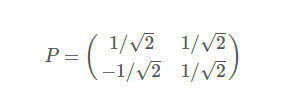 P = ( 1/√2 1/√2
-1/√2 1/√2 )